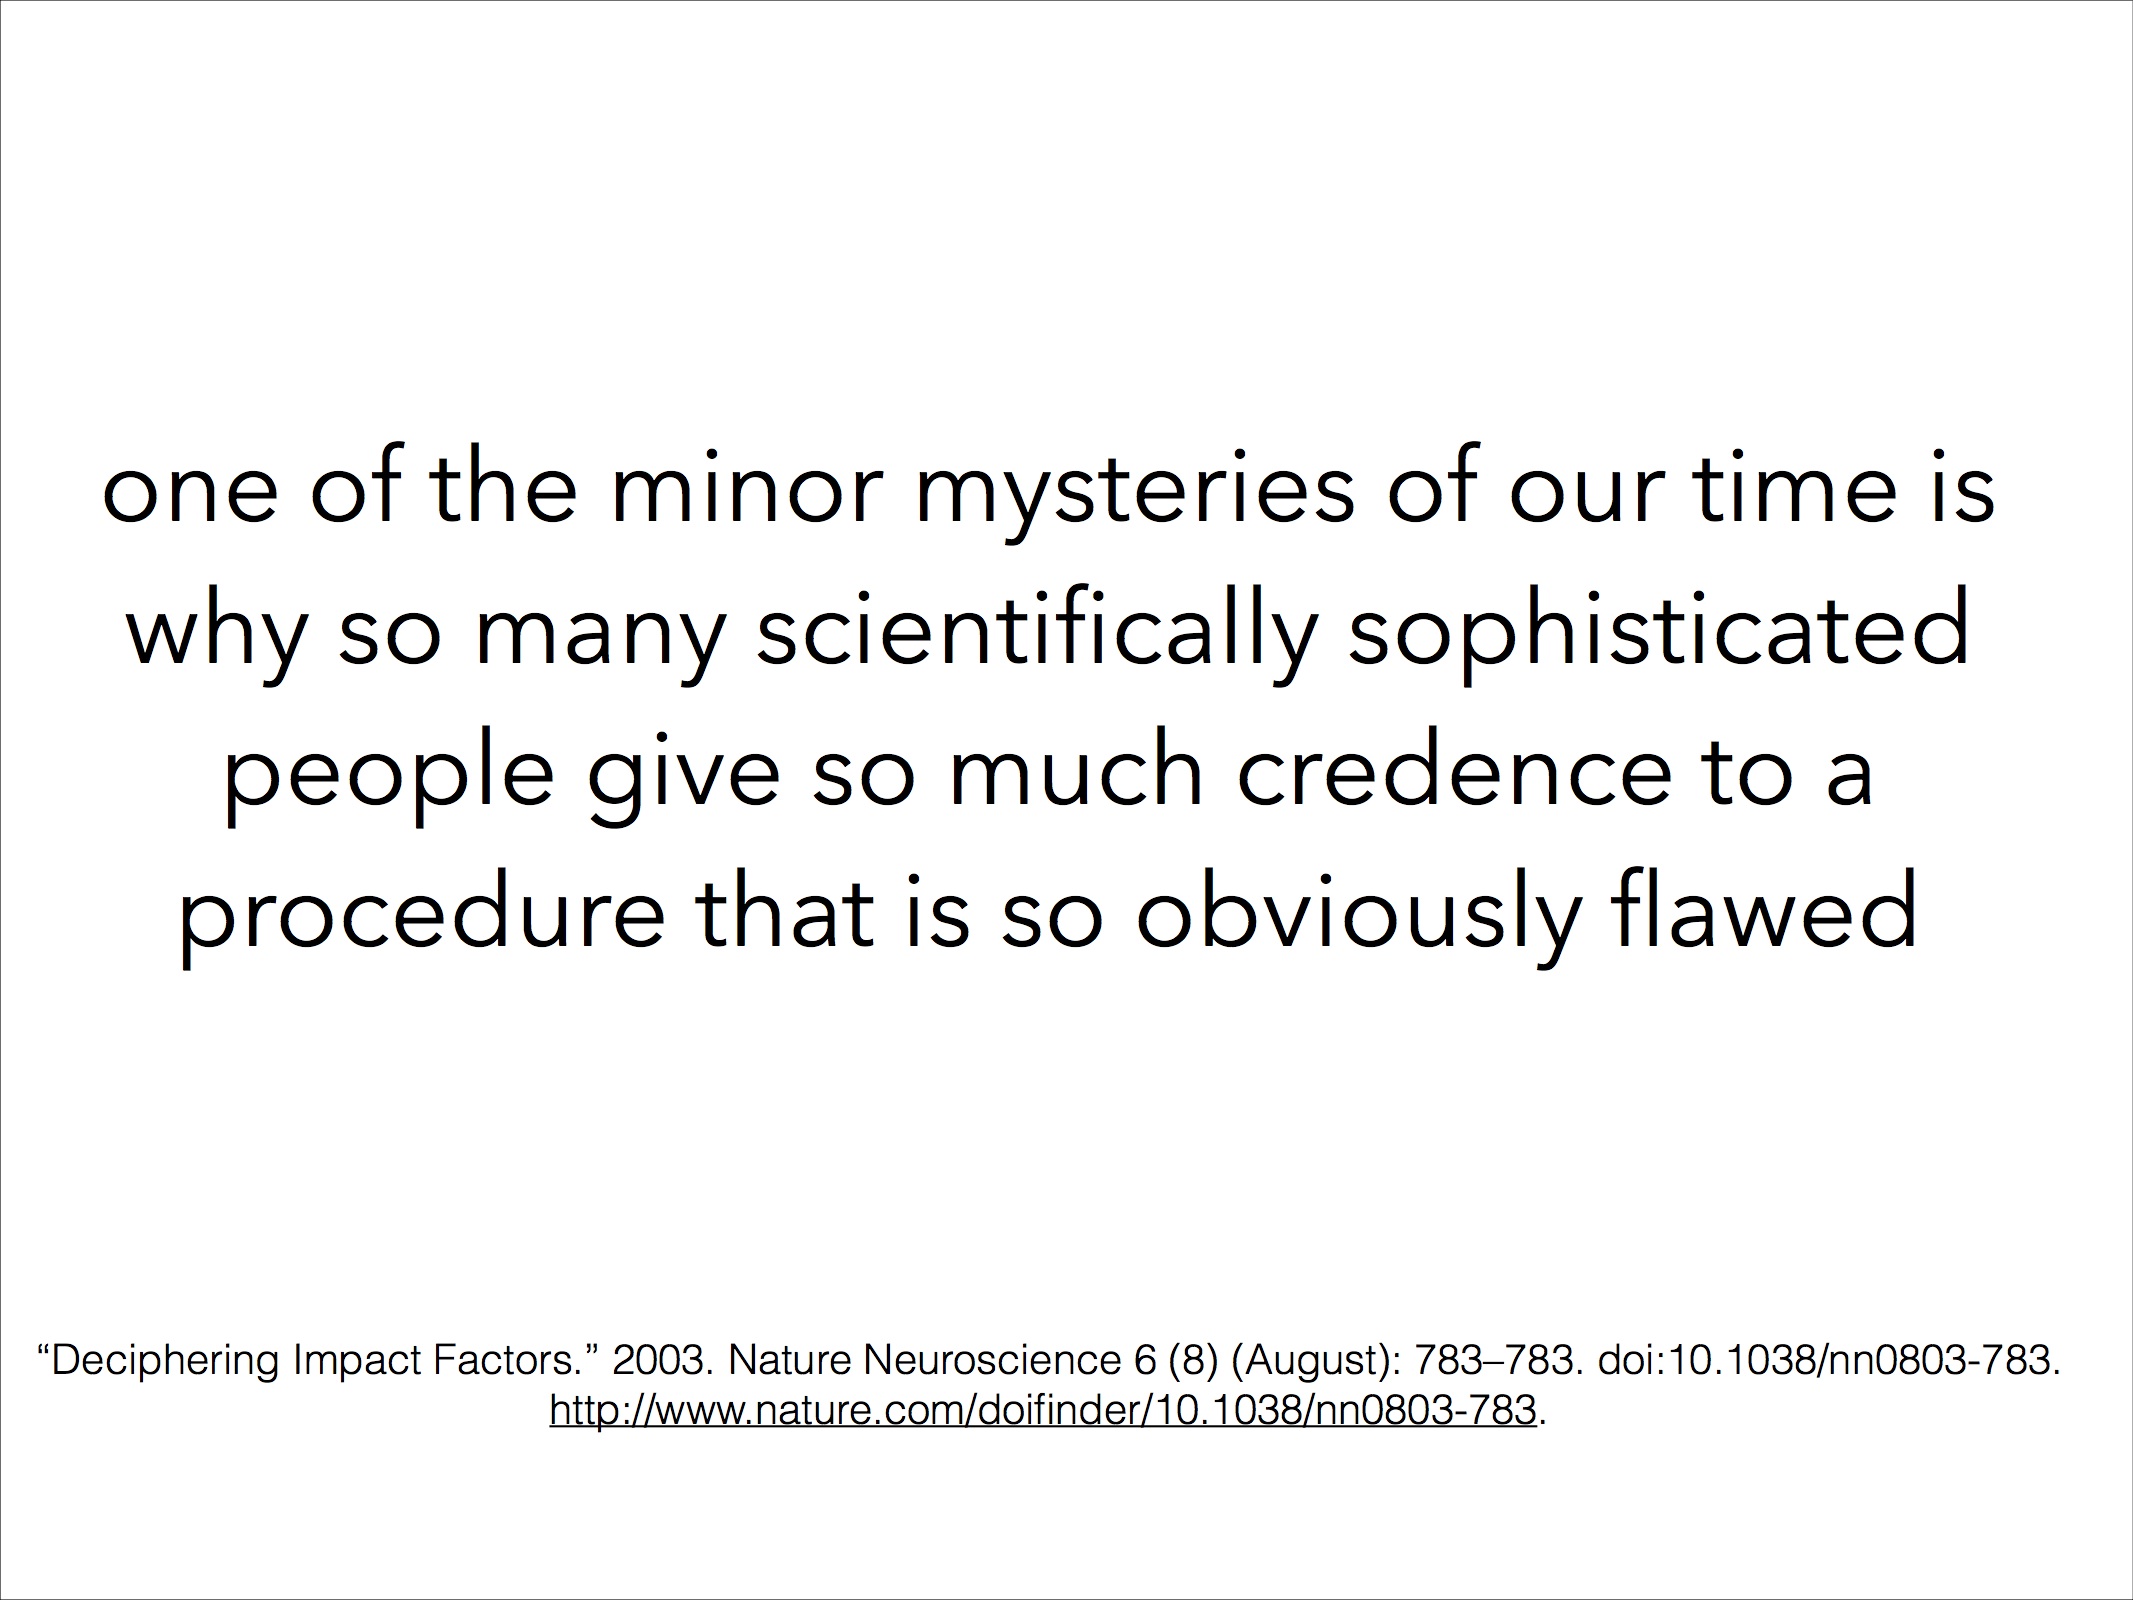 one of the minor mysteries of our time is
why so many scientifically sophisticated
people give so much credence to a
procedure that is so obviously flawed
“Deciphering Impact Factors.” 2003. Nature Neuroscience 6 (8) (August): 783–783. doi:10.1038/nn0803-783.
http://www.nature.com/doifinder/10.1038/nn0803-783.